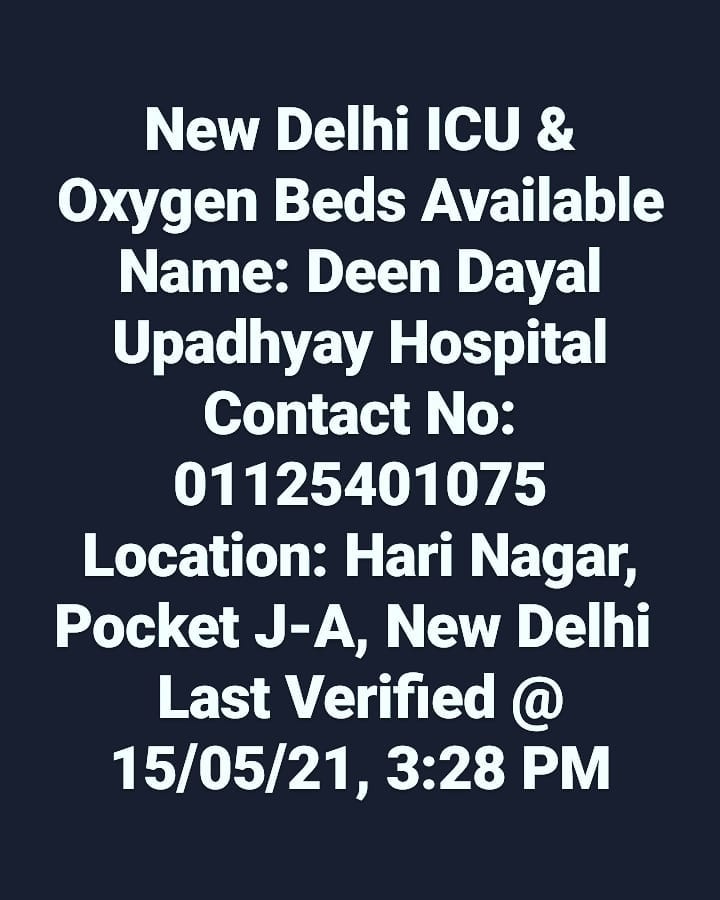 New Delhi ICU &
Oxygen Beds Available
Name: Deen Dayal
Upadhyay Hospital
Contact No:
01125401075
Location: Hari Nagar,
Pocket J-A, New Delhi
Last Verified @
15/05/21, 3:28 PM